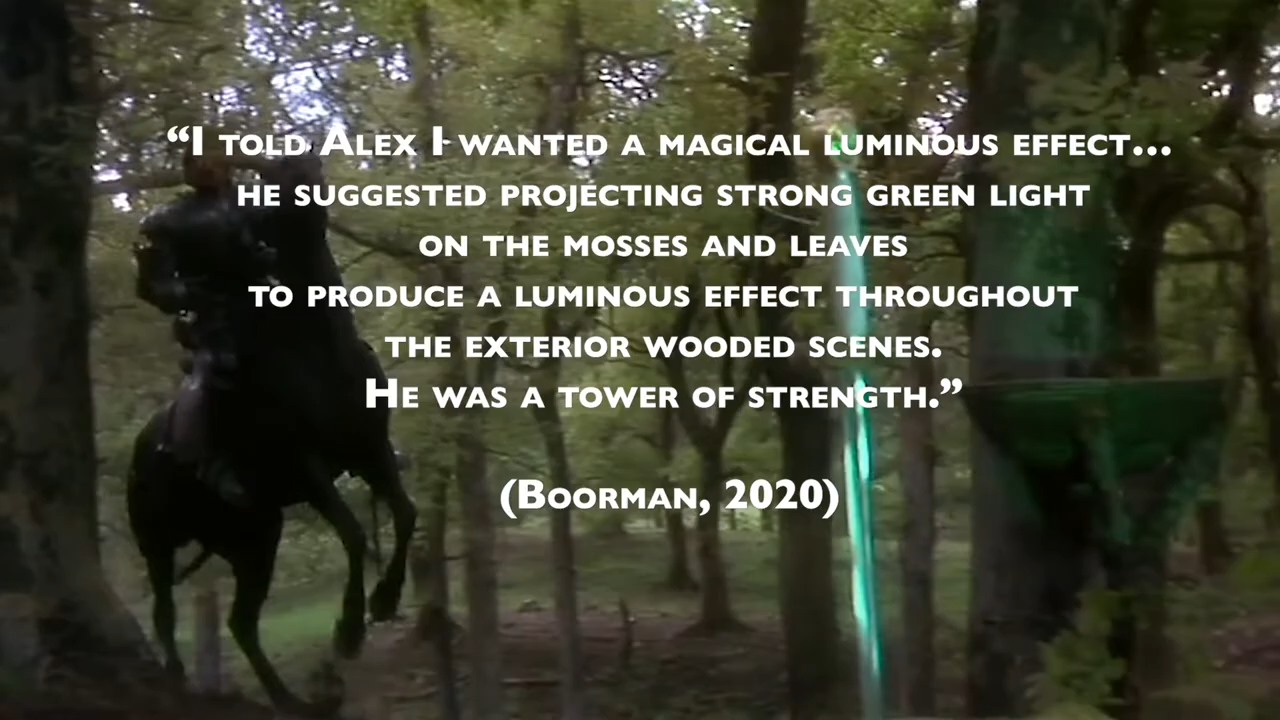 “I told Alex I wanted a magical luminous effect...
he suggested projecting strong green light
on the mosses and leaves
to produce a luminous effect throughout
the exterior wooded scenes.
He was a tower of strength.”
(Boorman, 2020)